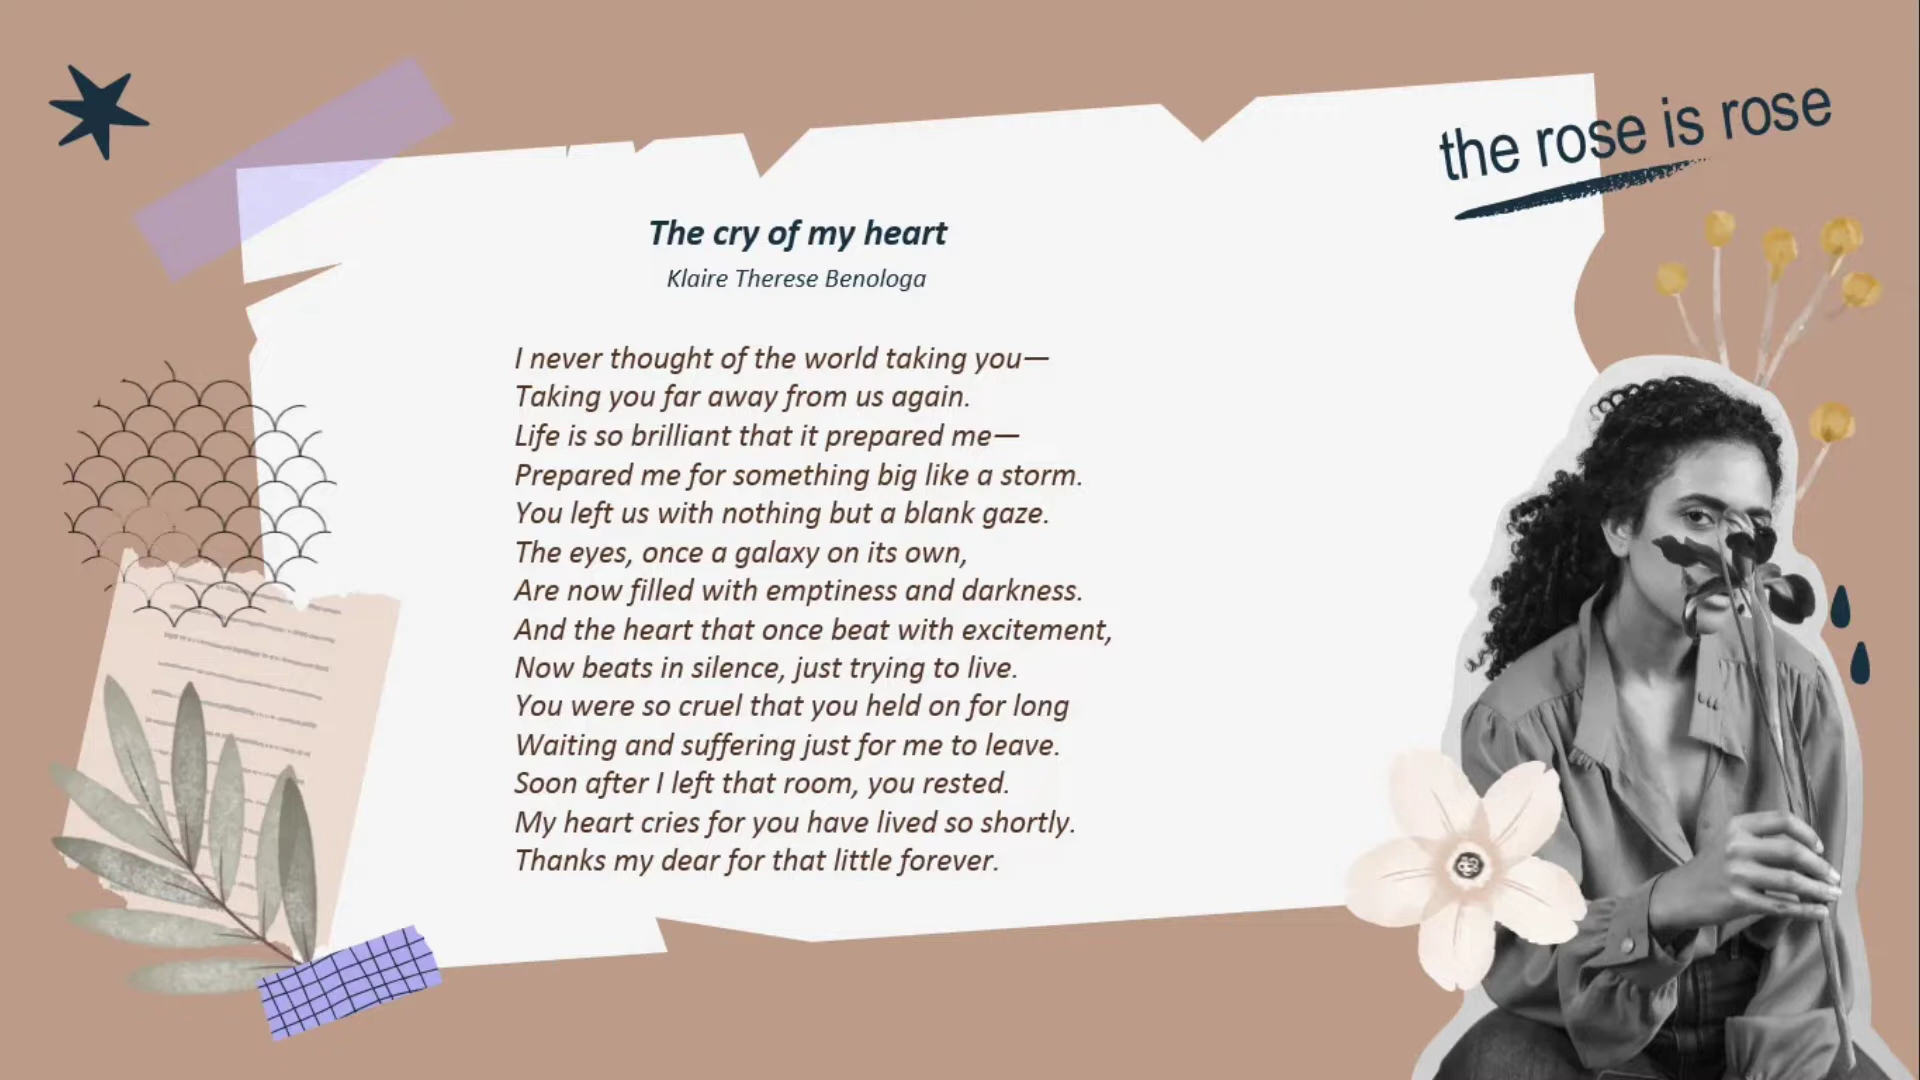 the rose is rose
The cry of my heart
Klaire Therese Benologa
I never thought of the world taking you—
Taking you far away from us again.
Life is so brilliant that it prepared me—
Prepared me for something big like a storm.
You left us with nothing but a blank gaze.
The eyes, once a galaxy on its own,
Are now filled with emptiness and darkness.
And the heart that once beat with excitement,
Now beats in silence, just trying to live.
You were so cruel that you held on for long
Waiting and suffering just for me to leave.
Soon after I left that room, you rested.
My heart cries for you have lived so shortly.
Thanks my dear for that little forever.